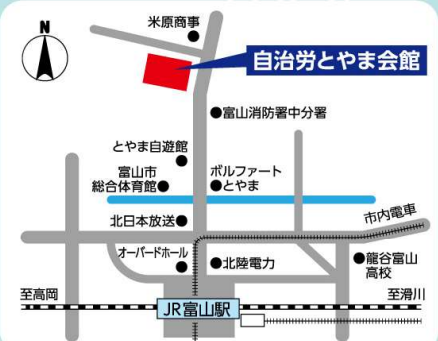 米原商事
N
自治労とやま会館
富山消防署中分署
とやま自遊館
富山市
総合体育館
ボルファート
とやま
北日本放送
市内電車
オーバードホール
北陸電力
龍谷富山
高校
至高岡
至滑川
JR富山駅